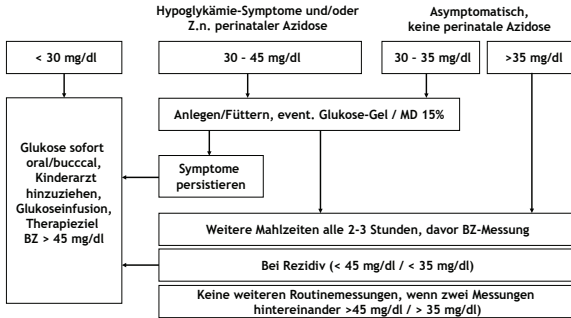 Hypoglykämie-Symptome und/oder
Z.n. perinataler Azidose
Asymptomatisch,
keine perinatale Azidose
< 30 mg/dl
30 – 45 mg/dl
30 – 35 mg/dl
>35 mg/dl
Anlegen/Füttern, event. Glukose-Gel / MD 15%
Glukose sofort
oral/bucccal,
Kinderarzt
hinzuziehen,
Glukoseinfusion,
Therapieziel
BZ > 45 mg/dl
Symptome
persistieren
Weitere Mahlzeiten alle 2-3 Stunden, davor BZ-Messung
Bei Rezidiv (< 45 mg/dl / < 35 mg/dl)
Keine weiteren Routinemessungen, wenn zwei Messungen
hintereinander >45 mg/dl / > 35 mg/dl)